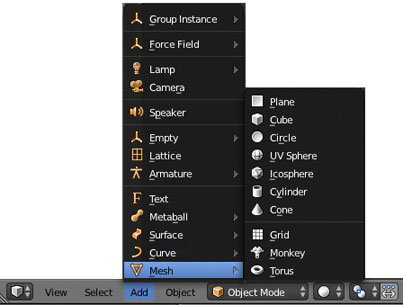 Group Instance
Force Field
Lamp
Camera
Speaker
Empty
Lattice
Armature
Text
Metaball
Surface
Curve
Mesh
Plane
Cube
Circle
UV Sphere
Icosphere
Cylinder
Cone
Grid
Monkey
Torus
View Select Add Object Object Mode